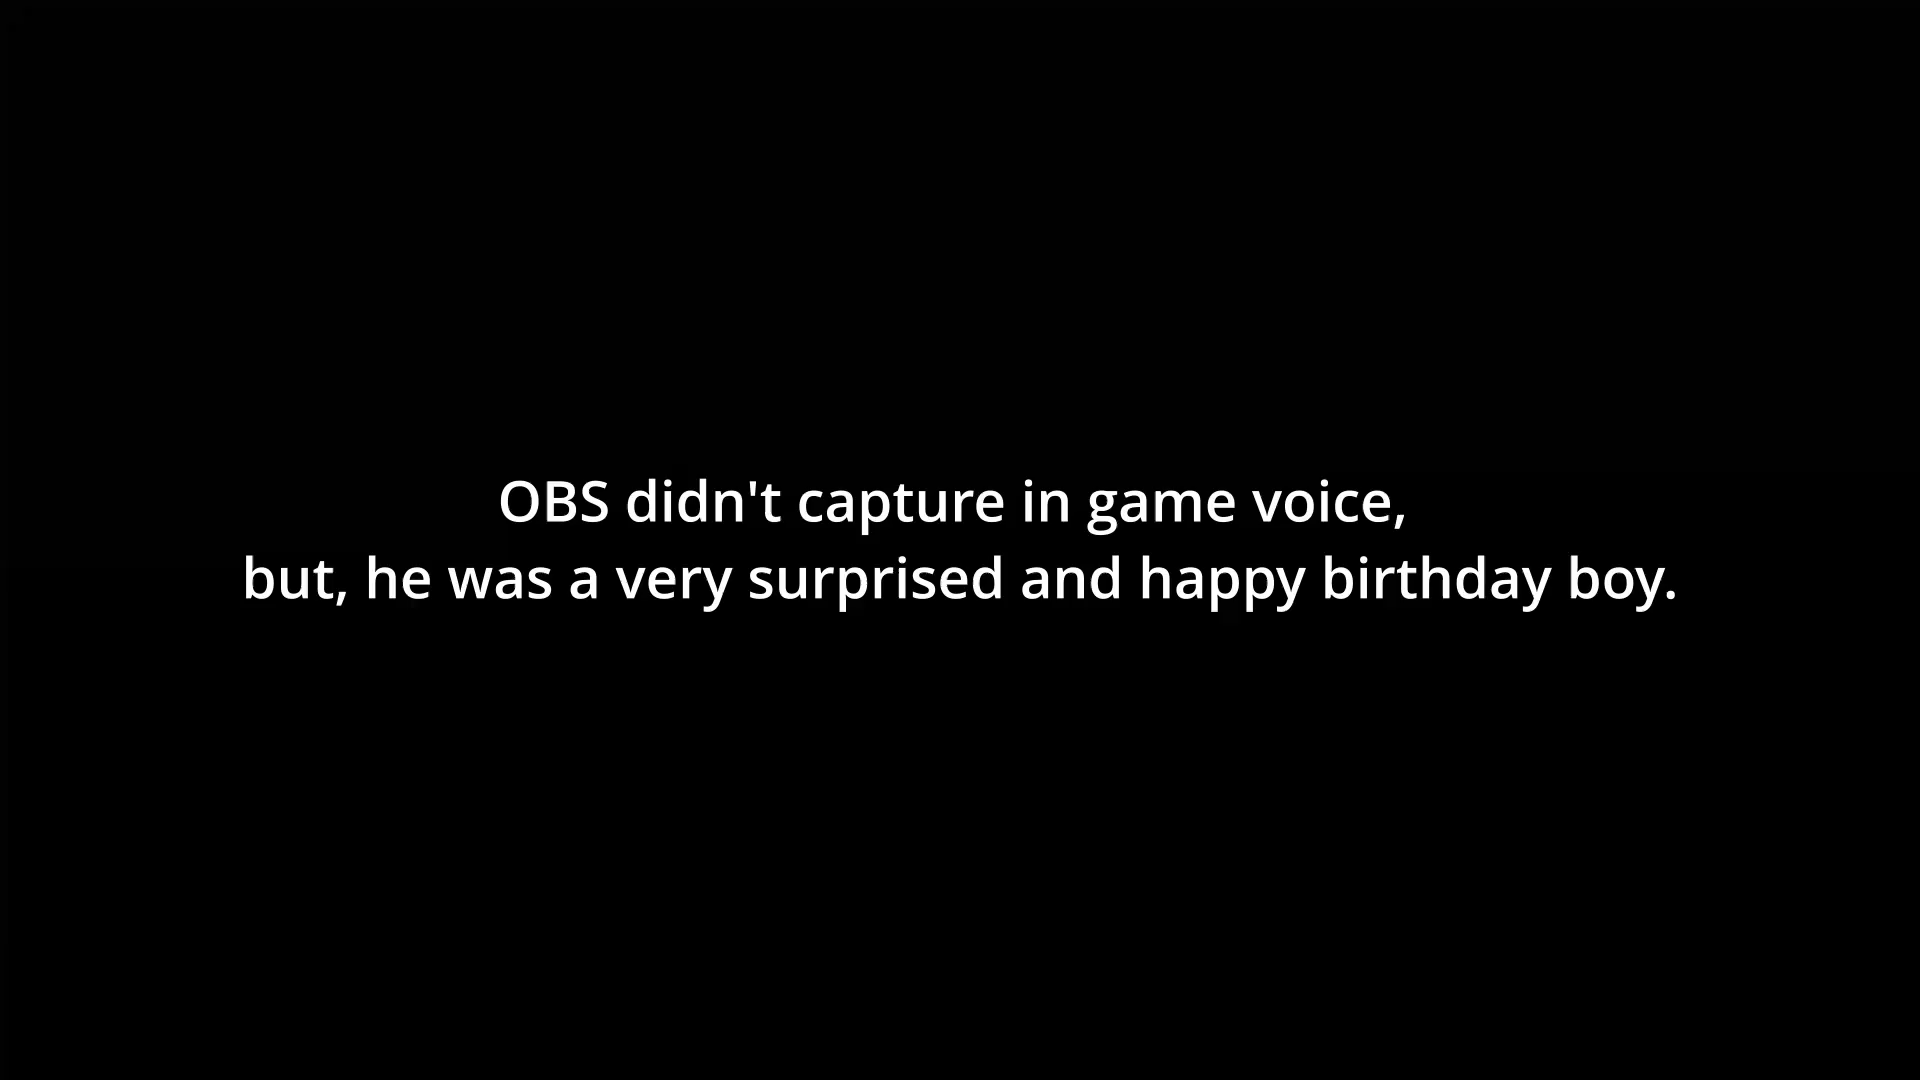 OBS didn't capture in game voice,
but, he was a very surprised and happy birthday boy.